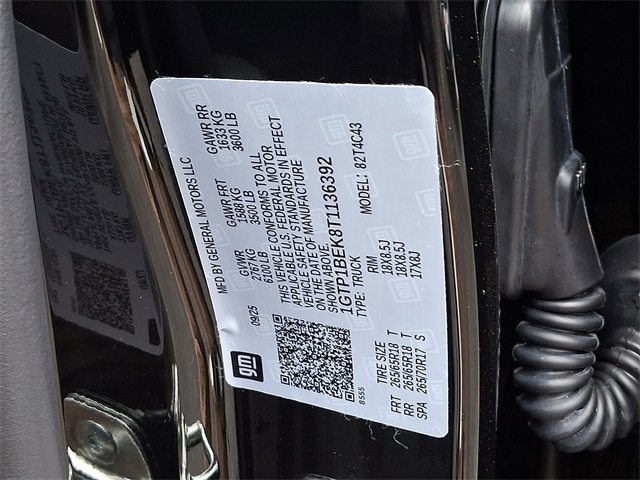 MFD BY GENERAL MOTORS LLC
09/25
GVWR
GAWR FRT
GAWR RR
2767KG
1588 KG
1633 KG
6100 LB
3500 LB
3600 LB
THIS VEHICLE CONFORMS TO ALL
APPLICABLE U.S. FEDERAL MOTOR
VEHICLE SAFETY STANDARDS IN EFFECT
ON THE DATE OF MANUFACTURE
SHOWN ABOVE.
1GTP1BEK8T1136392
TYPE: TRUCK
MODEL: 82T4C43
gm
8555
TIRE SIZE
RIM
FRT 265/65R18 T
18X8.5J
RR 265/65R18 T
18X8.5J
SPA 265/70R17 S
17X8J